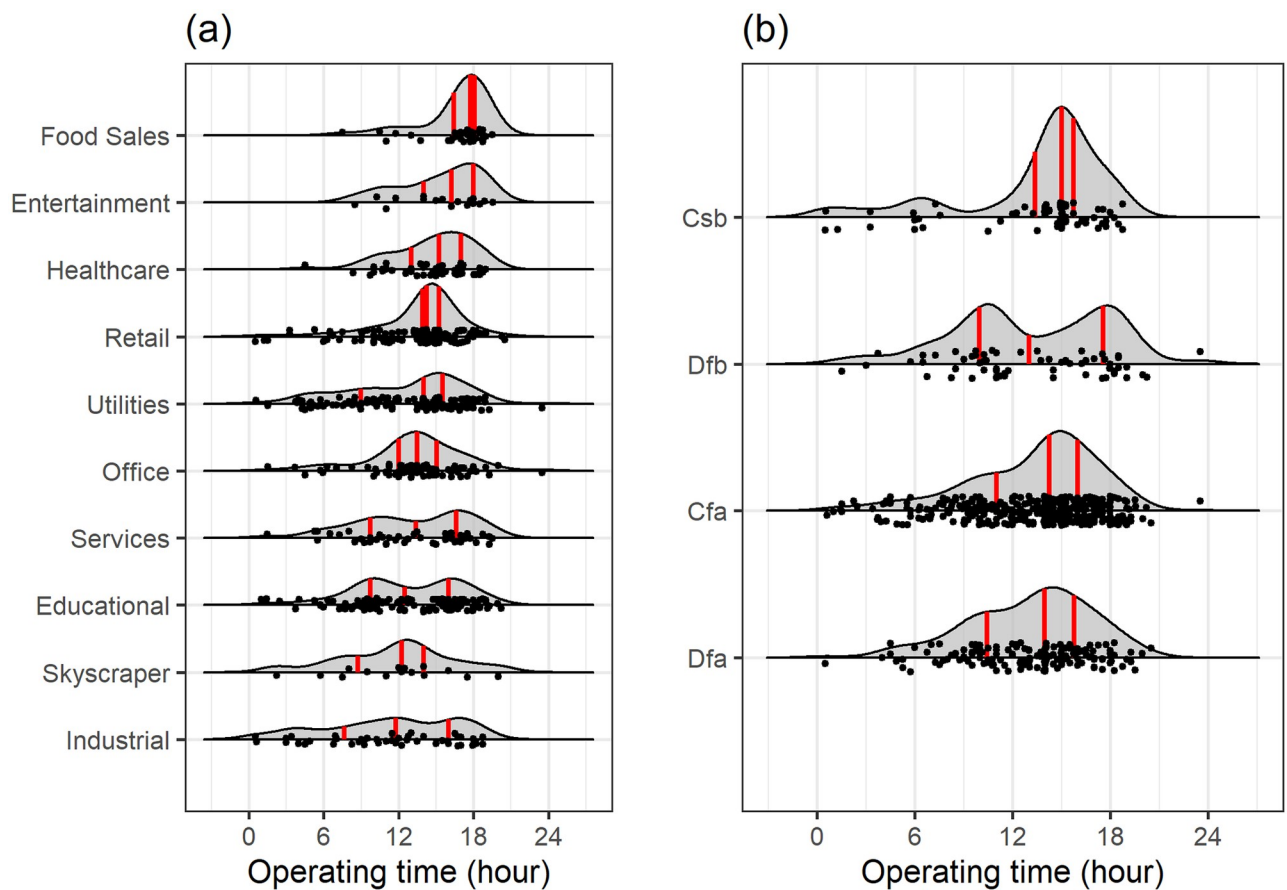 (a)
Food Sales
Entertainment
Healthcare
Retail
Utilities
Office
Services
Educational
Skyscraper
Industrial
0 6 12 18 24
Operating time (hour)
(b)
Csb
Dfb
Cfa
Dfa
0 6 12 18 24
Operating time (hour)